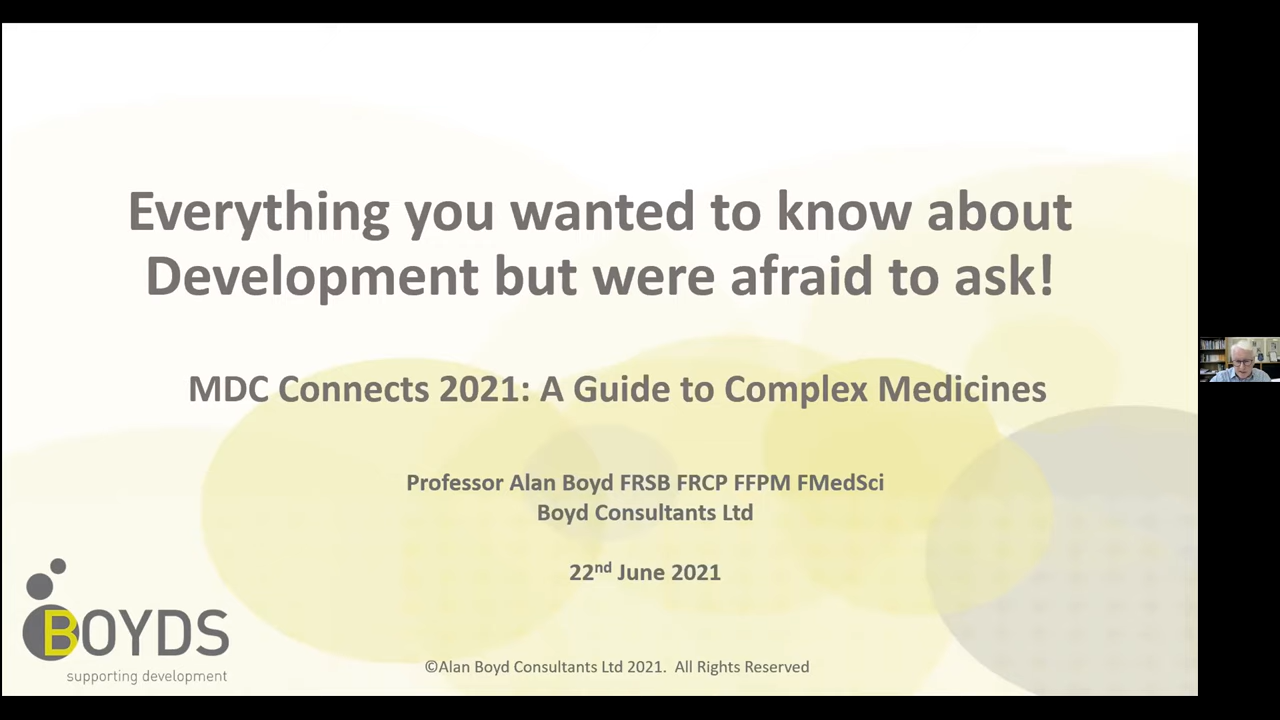 Everything you wanted to know about
Development but were afraid to ask!
MDC Connects 2021: A Guide to Complex Medicines
Professor Alan Boyd FRSB FRCP FFPM FMedSci
Boyd Consultants Ltd
22nd June 2021
BOYDS
supporting development
©Alan Boyd Consultants Ltd 2021. All Rights Reserved